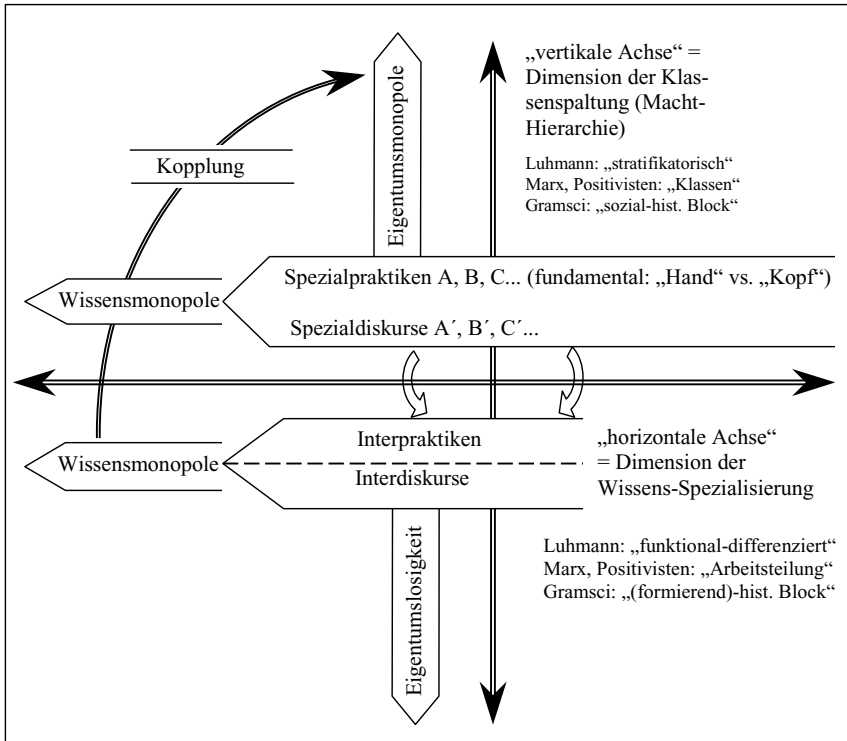 „vertikale Achse“ =
Dimension der Klas-
senspaltung (Macht-
Hierarchie)
Luhmann: „stratifikatorisch“
Marx, Positivisten: „Klassen“
Gramsci: „sozial-hist. Block“
Eigentumsmonopole
Kopplung
Spezialpraktiken A, B, C... (fundamental: „Hand“ vs. „Kopf“)
Wissensmonopole
Spezialdiskurse A´, B´, C´...
Interpraktiken
Wissensmonopole
Interdiskurse
„horizontale Achse“
= Dimension der
Wissens-Spezialisierung
Luhmann: „funktional-differenziert“
Marx, Positivisten: „Arbeitsteilung“
Gramsci: „(formierend)-hist. Block“
Eigentumslosigkeit